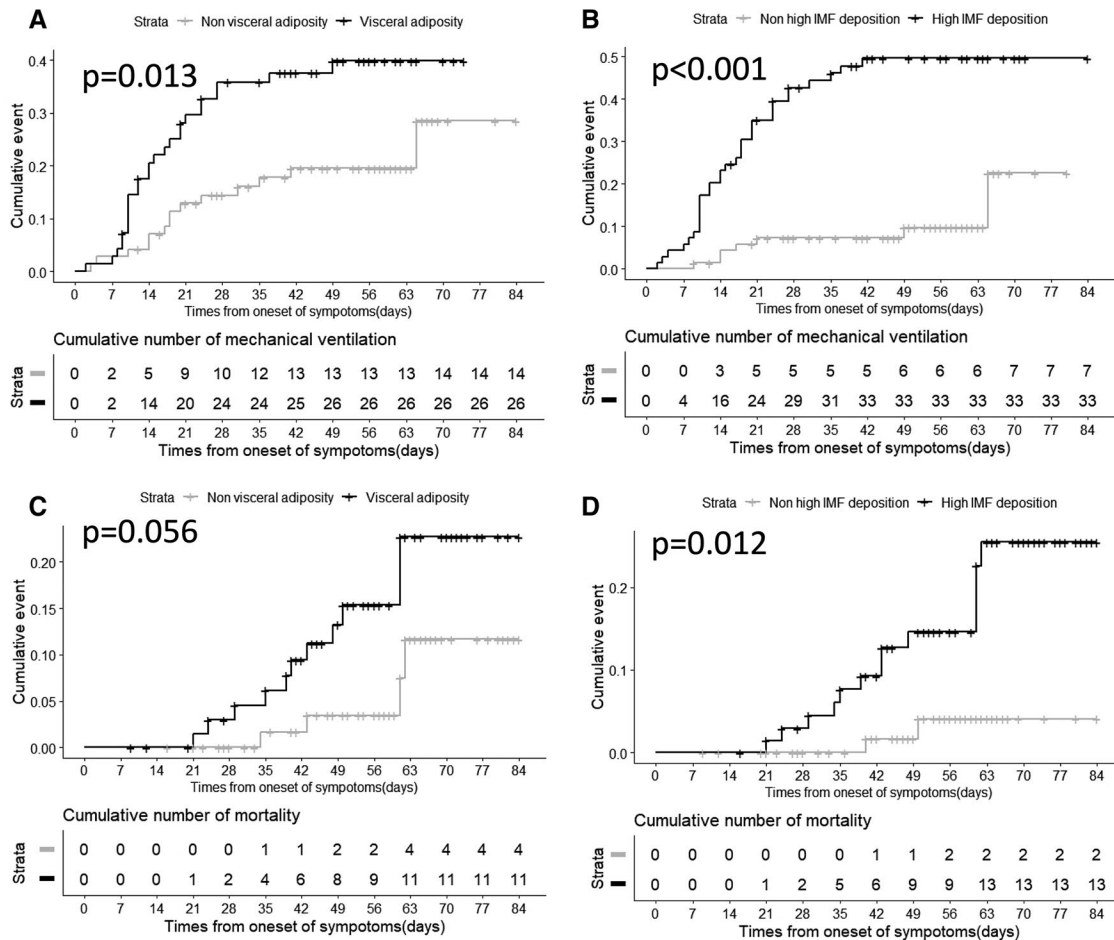 A
Strata Non visceral adiposity Visceral adiposity
p=0.013
Cumulative event
0.4
0.3
0.2
0.1
0.0
0 7 14 21 28 35 42 49 56 63 70 77 84
Times from oneset of symptoms(days)
Cumulative number of mechanical ventilation
Strata
0 2 5 9 10 12 13 13 13 13 14 14 14
0 2 14 20 24 24 25 26 26 26 26 26 26
0 7 14 21 28 35 42 49 56 63 70 77 84
Times from oneset of sympotoms(days)
B
Strata Non high IMF deposition High IMF deposition
p<0.001
Cumulative event
0.5
0.4
0.3
0.2
0.1
0.0
0 7 14 21 28 35 42 49 56 63 70 77 84
Times from oneset of symptoms(days)
Cumulative number of mechanical ventilation
Strata
0 0 3 5 5 5 5 6 6 6 7 7 7
0 4 16 24 29 31 33 33 33 33 33 33 33
0 7 14 21 28 35 42 49 56 63 70 77 84
Times from oneset of sympotoms(days)
C
Strata Non visceral adiposity Visceral adiposity
p=0.056
Cumulative event
0.20
0.15
0.10
0.05
0.00
0 7 14 21 28 35 42 49 56 63 70 77 84
Times from oneset of symptoms(days)
Cumulative number of mortality
Strata
0 0 0 0 0 1 1 2 2 4 4 4 4
0 0 0 1 2 4 6 8 9 11 11 11 11
0 7 14 21 28 35 42 49 56 63 70 77 84
Times from oneset of symptoms(days)
D
Strata Non high IMF deposition High IMF deposition
p=0.012
Cumulative event
0.2
0.1
0.0
0 7 14 21 28 35 42 49 56 63 70 77 84
Times from oneset of symptoms(days)
Cumulative number of mortality
Strata
0 0 0 0 0 0 1 1 2 2 2 2 2
0 0 0 1 2 5 6 9 9 13 13 13 13
0 7 14 21 28 35 42 49 56 63 70 77 84
Times from oneset of symptoms(days)